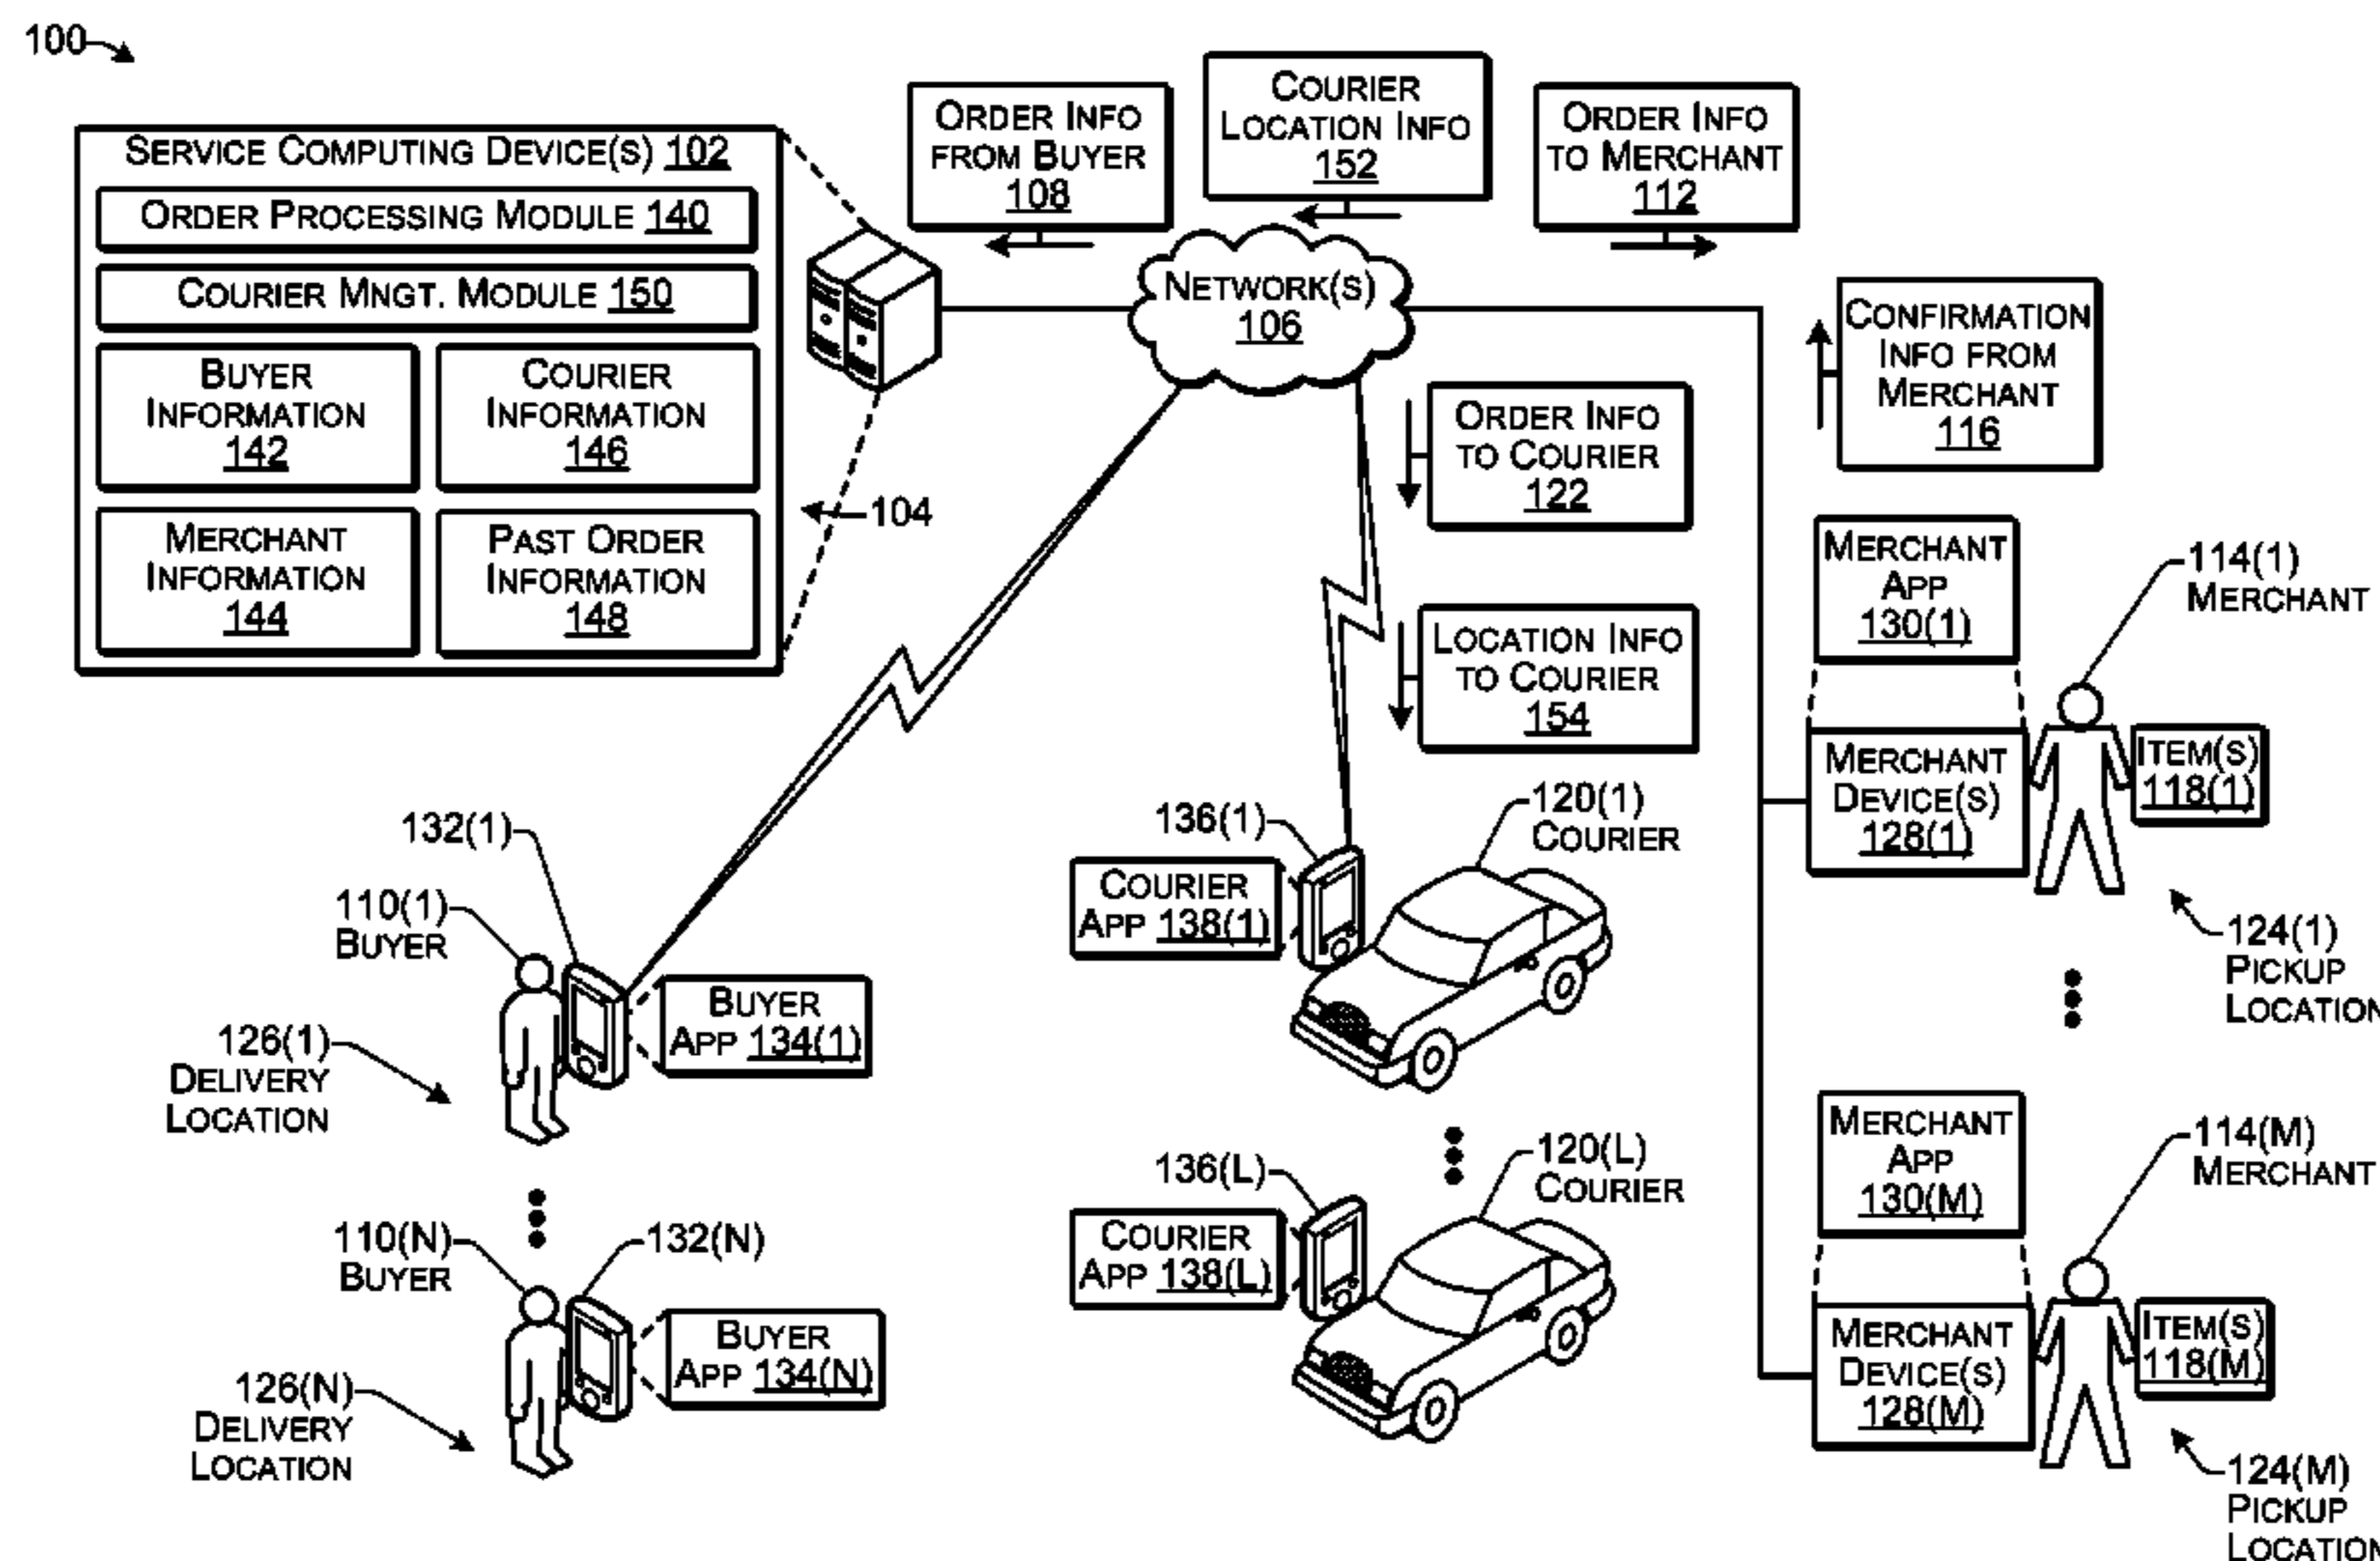 100
SERVICE COMPUTING DEVICE(S) 102
ORDER PROCESSING MODULE 140
COURIER MNGT. MODULE 150
BUYER
INFORMATION
142
COURIER
INFORMATION
146
MERCHANT
INFORMATION
144
PAST ORDER
INFORMATION
148
104
ORDER INFO
FROM BUYER
108
COURIER
LOCATION INFO
152
ORDER INFO
TO MERCHANT
112
NETWORK(S)
106
CONFIRMATION
INFO FROM
MERCHANT
116
ORDER INFO
TO COURIER
122
LOCATION INFO
TO COURIER
154
MERCHANT
APP
130(1)
114(1)
MERCHANT
MERCHANT
DEVICE(S)
128(1)
ITEM(S)
118(1)
124(1)
PICKUP
LOCATION
132(1)
110(1)
BUYER
BUYER
APP 134(1)
126(1)
DELIVERY
LOCATION
136(1)
120(1)
COURIER
COURIER
APP 138(1)
110(N)
BUYER
132(N)
BUYER
APP 134(N)
126(N)
DELIVERY
LOCATION
136(L)
120(L)
COURIER
COURIER
APP 138(L)
MERCHANT
APP
130(M)
114(M)
MERCHANT
MERCHANT
DEVICE(S)
128(M)
ITEM(S)
118(M)
124(M)
PICKUP
LOCATION